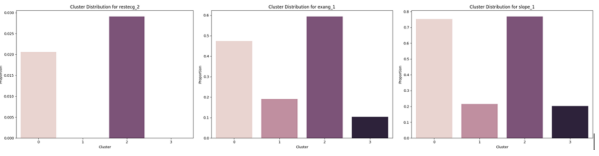 Cluster Distribution for restecg_2
Proportion
0.030
0.025
0.020
0.015
0.010
0.005
0.000
0 1 2 3
Cluster
Cluster Distribution for exang_1
Proportion
0.6
0.5
0.4
0.3
0.2
0.1
0.0
0 1 2 3
Cluster
Cluster Distribution for slope_1
Proportion
0.8
0.7
0.6
0.5
0.4
0.3
0.2
0.1
0.0
0 1 2 3
Cluster